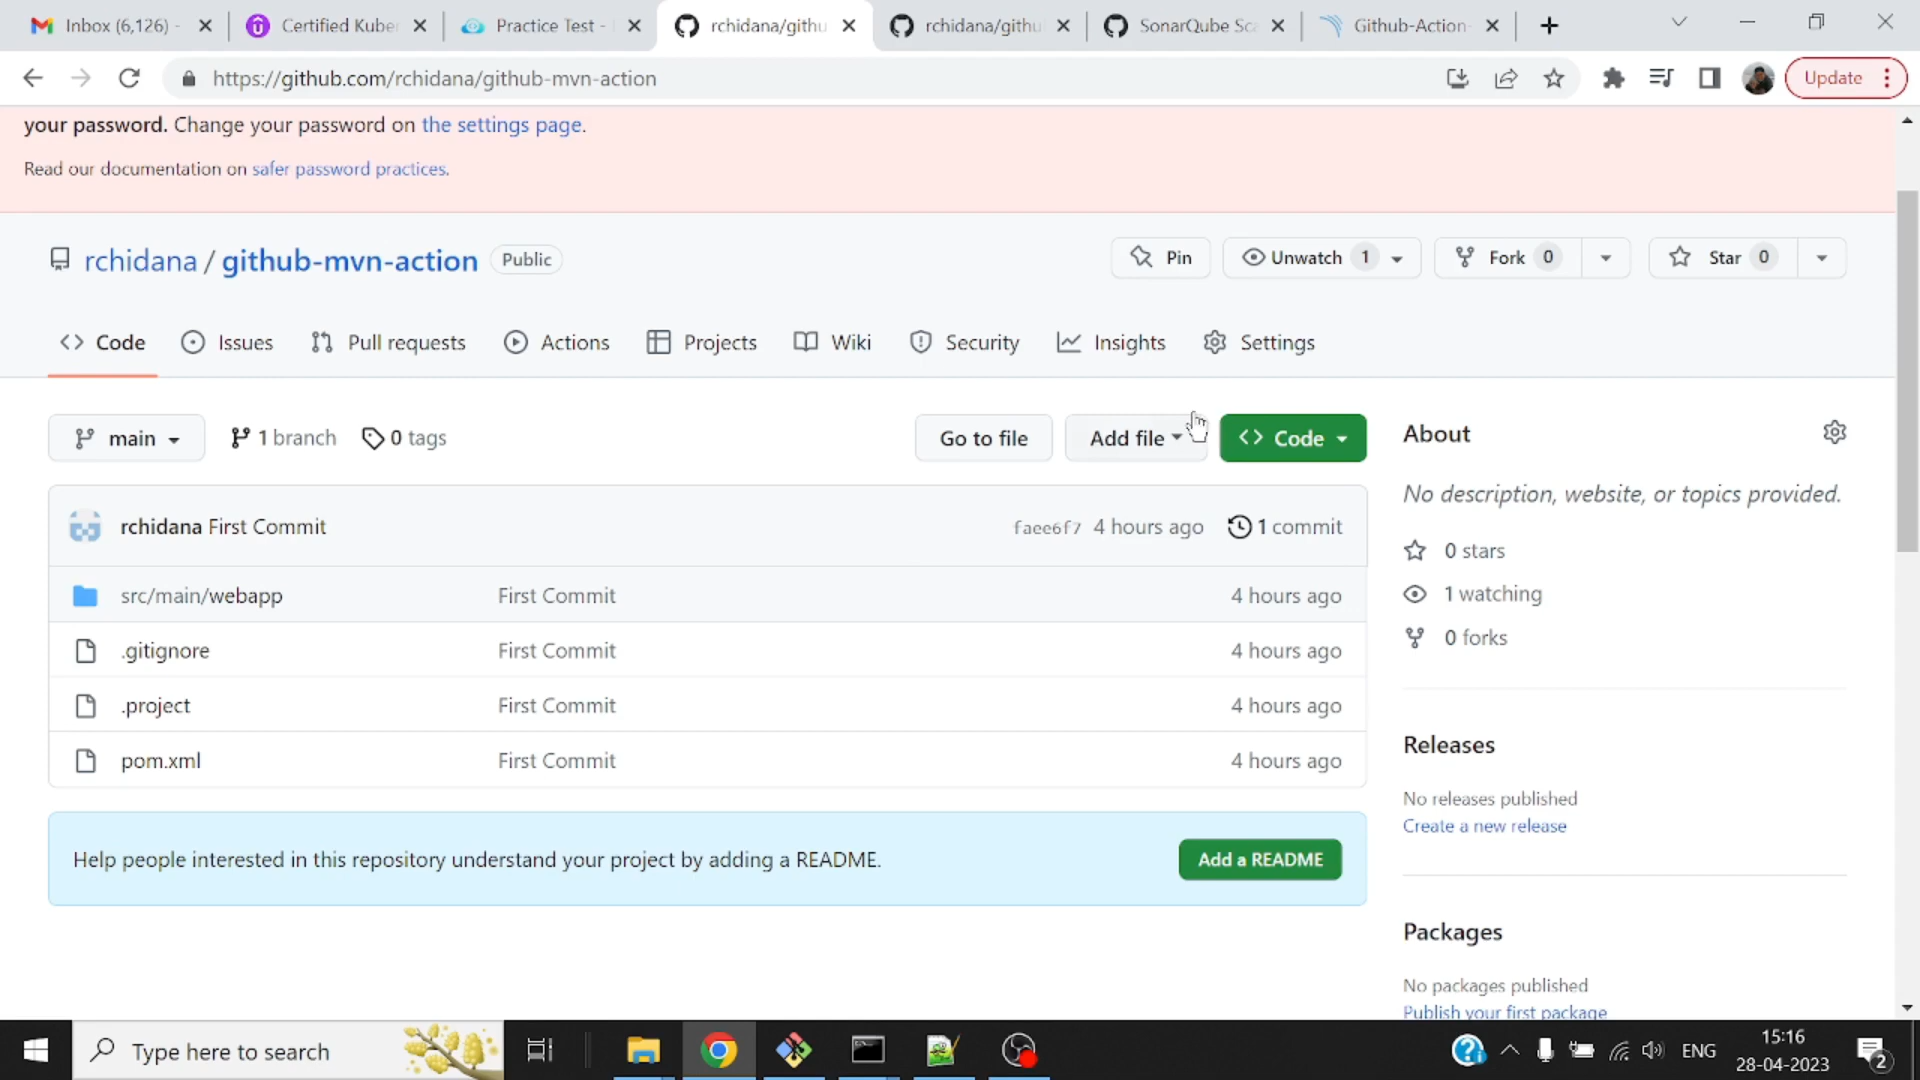 Inbox (6,126) -
Certified Kuber
Practice Test -
rchidana/githu
rchidana/githu
SonarQube Sca
Github-Action-
https://github.com/rchidana/github-mvn-action
Update
your password. Change your password on the settings page.
Read our documentation on safer password practices.
rchidana / github-mvn-action Public
Pin
Unwatch 1
Fork 0
Star 0
Code
Issues
Pull requests
Actions
Projects
Wiki
Security
Insights
Settings
main
1 branch
0 tags
Go to file
Add file
Code
About
No description, website, or topics provided.
rchidana First Commit
faee6f7 4 hours ago
1 commit
src/main/webapp First Commit 4 hours ago
.gitignore First Commit 4 hours ago
.project First Commit 4 hours ago
pom.xml First Commit 4 hours ago
0 stars
1 watching
0 forks
Releases
No releases published
Create a new release
Help people interested in this repository understand your project by adding a README.
Add a README
Packages
No packages published
Publish your first package
Type here to search
ENG
15:16
28-04-2023
2